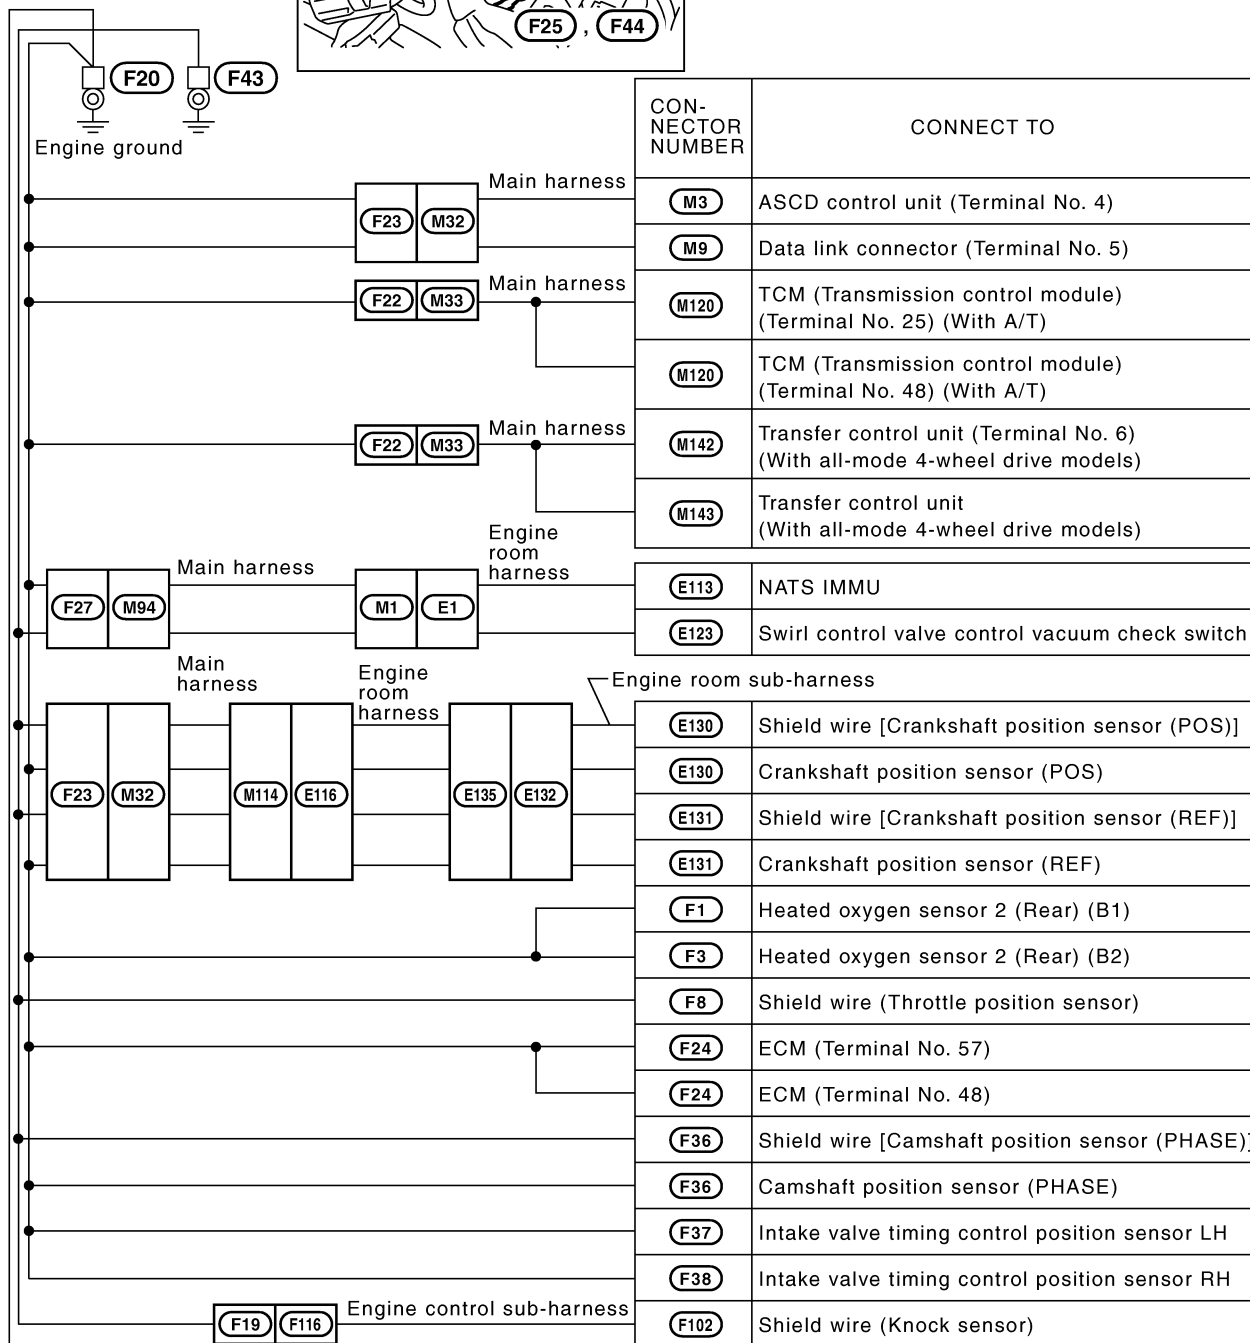 F25 , F44
F20
F43
Engine ground
CON-
NECTOR
NUMBER
CONNECT TO
F23
M32
Main harness
M3
ASCD control unit (Terminal No. 4)
M9
Data link connector (Terminal No. 5)
F22
M33
Main harness
M120
TCM (Transmission control module)
(Terminal No. 25) (With A/T)
M120
TCM (Transmission control module)
(Terminal No. 48) (With A/T)
F22
M33
Main harness
M142
Transfer control unit (Terminal No. 6)
(With all-mode 4-wheel drive models)
M143
Transfer control unit
(With all-mode 4-wheel drive models)
F27
M94
Main harness
M1
E1
Engine
room
harness
E113
NATS IMMU
E123
Swirl control valve control vacuum check switch
Main
harness
Engine
room
harness
Engine room sub-harness
F23
M32
M114
E116
E135
E132
E130
Shield wire [Crankshaft position sensor (POS)]
E130
Crankshaft position sensor (POS)
E131
Shield wire [Crankshaft position sensor (REF)]
E131
Crankshaft position sensor (REF)
F1
Heated oxygen sensor 2 (Rear) (B1)
F3
Heated oxygen sensor 2 (Rear) (B2)
F8
Shield wire (Throttle position sensor)
F24
ECM (Terminal No. 57)
F24
ECM (Terminal No. 48)
F36
Shield wire [Camshaft position sensor (PHASE)]
F36
Camshaft position sensor (PHASE)
F37
Intake valve timing control position sensor LH
F38
Intake valve timing control position sensor RH
F19
F116
Engine control sub-harness
F102
Shield wire (Knock sensor)